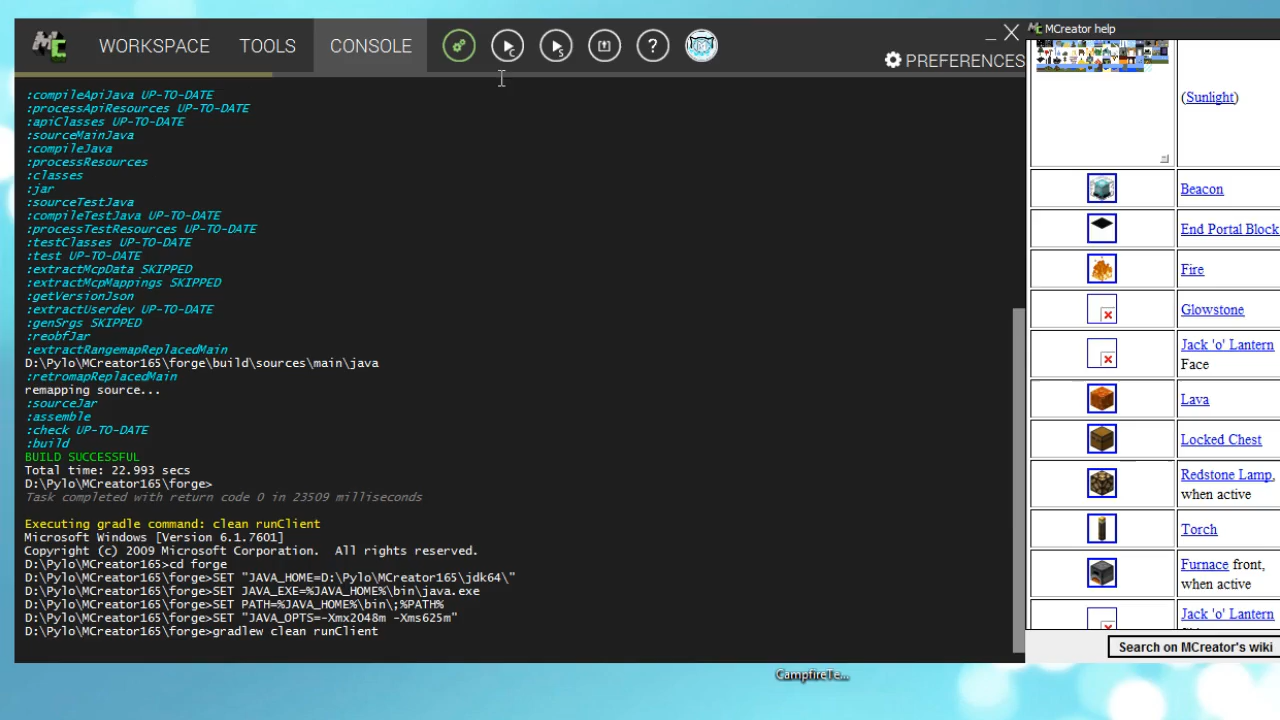 MC WORKSPACE TOOLS CONSOLE C S ?
PREFERENCES
:compileApiJava UP-TO-DATE
:processApiResources UP-TO-DATE
:apiClasses UP-TO-DATE
:sourceMainJava
:compileJava
:processResources
:classes
:jar
:sourceTestJava
:compileTestJava UP-TO-DATE
:processTestResources UP-TO-DATE
:testClasses UP-TO-DATE
:test UP-TO-DATE
:extractMcpData SKIPPED
:extractMcpMappings SKIPPED
:getVersionJson
:extractUserdev UP-TO-DATE
:genSrgs SKIPPED
:reobfJar
:extractRangemapReplacedMain
D:\Pylo\MCreator165\forge\build\sources\main\java
:retromapReplacedMain
remapping source...
:sourceJar
:assemble
:check UP-TO-DATE
:build
BUILD SUCCESSFUL
Total time: 22.993 secs
D:\Pylo\MCreator165\forge>
Task completed with return code 0 in 23509 milliseconds
Executing gradle command: clean runClient
Microsoft Windows [Version 6.1.7601]
Copyright (c) 2009 Microsoft Corporation.  All rights reserved.
D:\Pylo\MCreator165>cd forge
D:\Pylo\MCreator165\forge>SET "JAVA_HOME=D:\Pylo\MCreator165\jdk64\"
D:\Pylo\MCreator165\forge>SET JAVA_EXE=%JAVA_HOME%\bin\java.exe
D:\Pylo\MCreator165\forge>SET PATH=%JAVA_HOME%\bin\;%PATH%
D:\Pylo\MCreator165\forge>SET "JAVA_OPTS=-Xmx2048m -Xms625m"
D:\Pylo\MCreator165\forge>gradlew clean runClient
MCreator help
(Sunlight)
Beacon
End Portal Block
Fire
Glowstone
Jack 'o' Lantern
Face
Lava
Locked Chest
Redstone Lamp,
when active
Torch
Furnace front,
when active
Jack 'o' Lantern
Search on MCreator's wiki
CampfireTe...